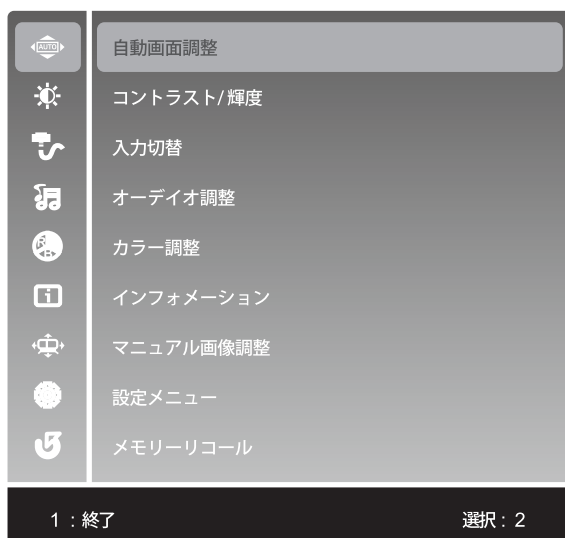 AUTO
自動画面調整
コントラスト/輝度
入力切替
オーデイオ調整
カラー調整
インフォメーション
マニュアル画像調整
設定メニュー
メモリーリコール
1 : 終了
選択 : 2